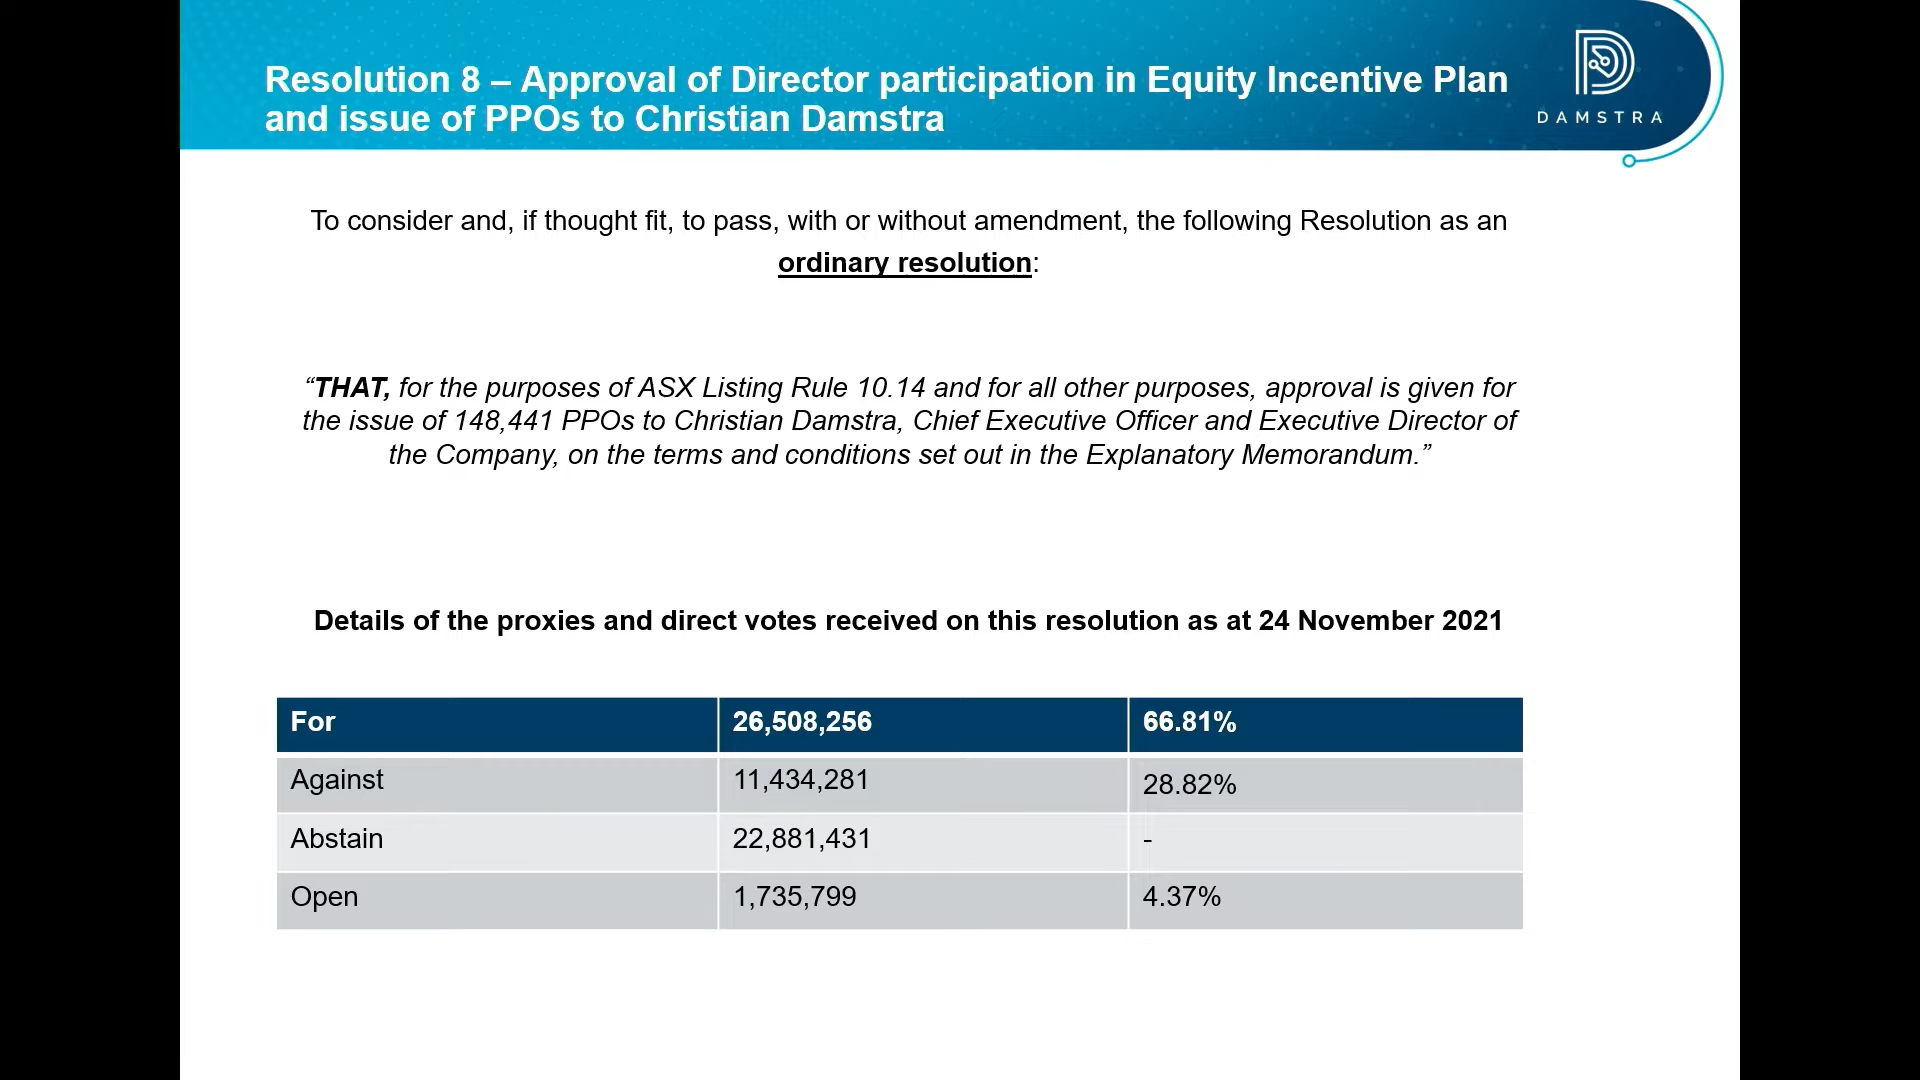 Resolution 8 – Approval of Director participation in Equity Incentive Plan
and issue of PPOs to Christian Damstra
DAMSTRA
To consider and, if thought fit, to pass, with or without amendment, the following Resolution as an
ordinary resolution:
“THAT, for the purposes of ASX Listing Rule 10.14 and for all other purposes, approval is given for
the issue of 148,441 PPOs to Christian Damstra, Chief Executive Officer and Executive Director of
the Company, on the terms and conditions set out in the Explanatory Memorandum.”
Details of the proxies and direct votes received on this resolution as at 24 November 2021
For 26,508,256 66.81%
Against 11,434,281 28.82%
Abstain 22,881,431 -
Open 1,735,799 4.37%